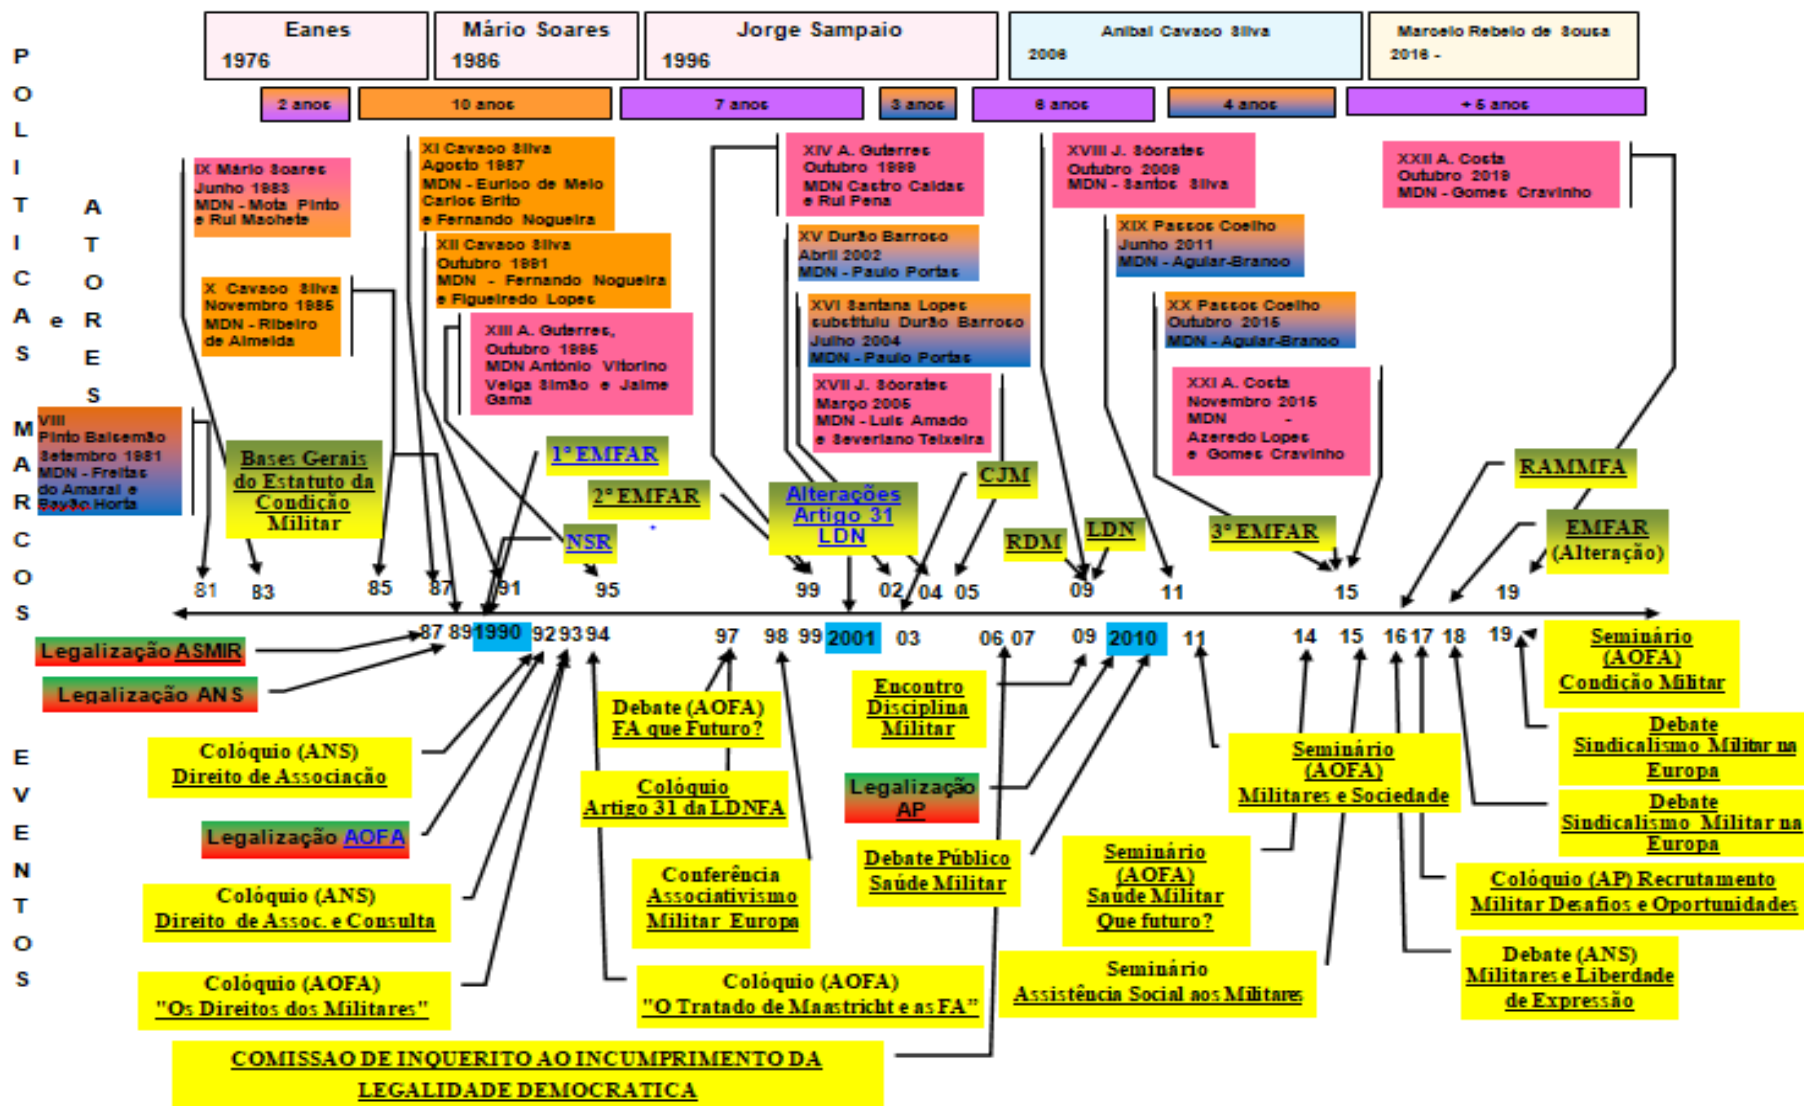 POLITICAS e ATORES
MARCOS
EVENTOS
Eanes
1976
Mário Soares
1986
Jorge Sampaio
1996
Anibal Cavaco Silva
2006
Marcelo Rebelo de Sousa
2016 -
2 anos
10 anos
7 anos
3 anos
6 anos
4 anos
+ 5 anos
IX Mário Soares
Junho 1983
MDN - Mota Pinto
e Rui Machete
XI Cavaco Silva
Agosto 1987
MDN - Eurico de Melo
Carlos Brito
e Fernando Nogueira
XIV A. Guterres
Outubro 1999
MDN Castro Caldas
e Rui Pena
XVIII J. Sócrates
Outubro 2009
MDN - Santos Silva
XXII A. Costa
Outubro 2019
MDN - Gomes Cravinho
X Cavaco Silva
Novembro 1985
MDN - Ribeiro
de Almeida
XII Cavaco Silva
Outubro 1991
MDN - Fernando Nogueira
e Figueiredo Lopes
XV Durão Barroso
Abril 2002
MDN - Paulo Portas
XIX Passos Coelho
Junho 2011
MDN - Aguiar-Branco
XIII A. Guterres,
Outubro 1995
MDN António Vitorino
Veiga Simão e Jaime
Gama
XVI Santana Lopes
substitui Durão Barroso
Julho 2004
MDN - Paulo Portas
XX Passos Coelho
Outubro 2015
MDN - Aguiar-Branco
XVII J. Sócrates
Março 2005
MDN - Luis Amado
e Severiano Teixeira
XXI A. Costa
Novembro 2015
MDN -
Azeredo Lopes
e Gomes Cravinho
VIII
Pinto Balsemão
Setembro 1981
MDN - Freitas
do Amaral e
Bayão Horta
Bases Gerais
do Estatuto da
Condição
Militar
1º EMFAR
2º EMFAR
*
NSR
Alterações
Artigo 31
LDN
CJM
RDM
LDN
3º EMFAR
RAMMFA
EMFAR
(Alteração)
81
83
85
87
91
95
99
02
04
05
09
11
15
19
87
89
1990
92
93
94
97
98
99
2001
03
06
07
09
2010
11
14
15
16
17
18
19
Legalização ASMIR
Legalização ANS
Colóquio (ANS)
Direito de Associação
Legalização AOFA
Colóquio (ANS)
Direito de Assoc. e Consulta
Colóquio (AOFA)
"Os Direitos dos Militares"
Debate (AOFA)
FA que Futuro?
Colóquio
Artigo 31 da LDNFA
Conferência
Associativismo
Militar Europa
Colóquio (AOFA)
"O Tratado de Maastricht e as FA”
COMISSAO DE INQUERITO AO INCUMPRIMENTO DA
LEGALIDADE DEMOCRATICA
Encontro
Disciplina
Militar
Legalização
AP
Debate Público
Saúde Militar
Seminário
(AOFA)
Saúde Militar
Que futuro?
Seminário
Assistência Social aos Militares
Seminário
(AOFA)
Militares e Sociedade
Seminário
(AOFA)
Condição Militar
Debate
Sindicalismo Militar na
Europa
Debate
Sindicalismo Militar na
Europa
Colóquio (AP) Recrutamento
Militar Desafios e Oportunidades
Debate (ANS)
Militares e Liberdade
de Expressão